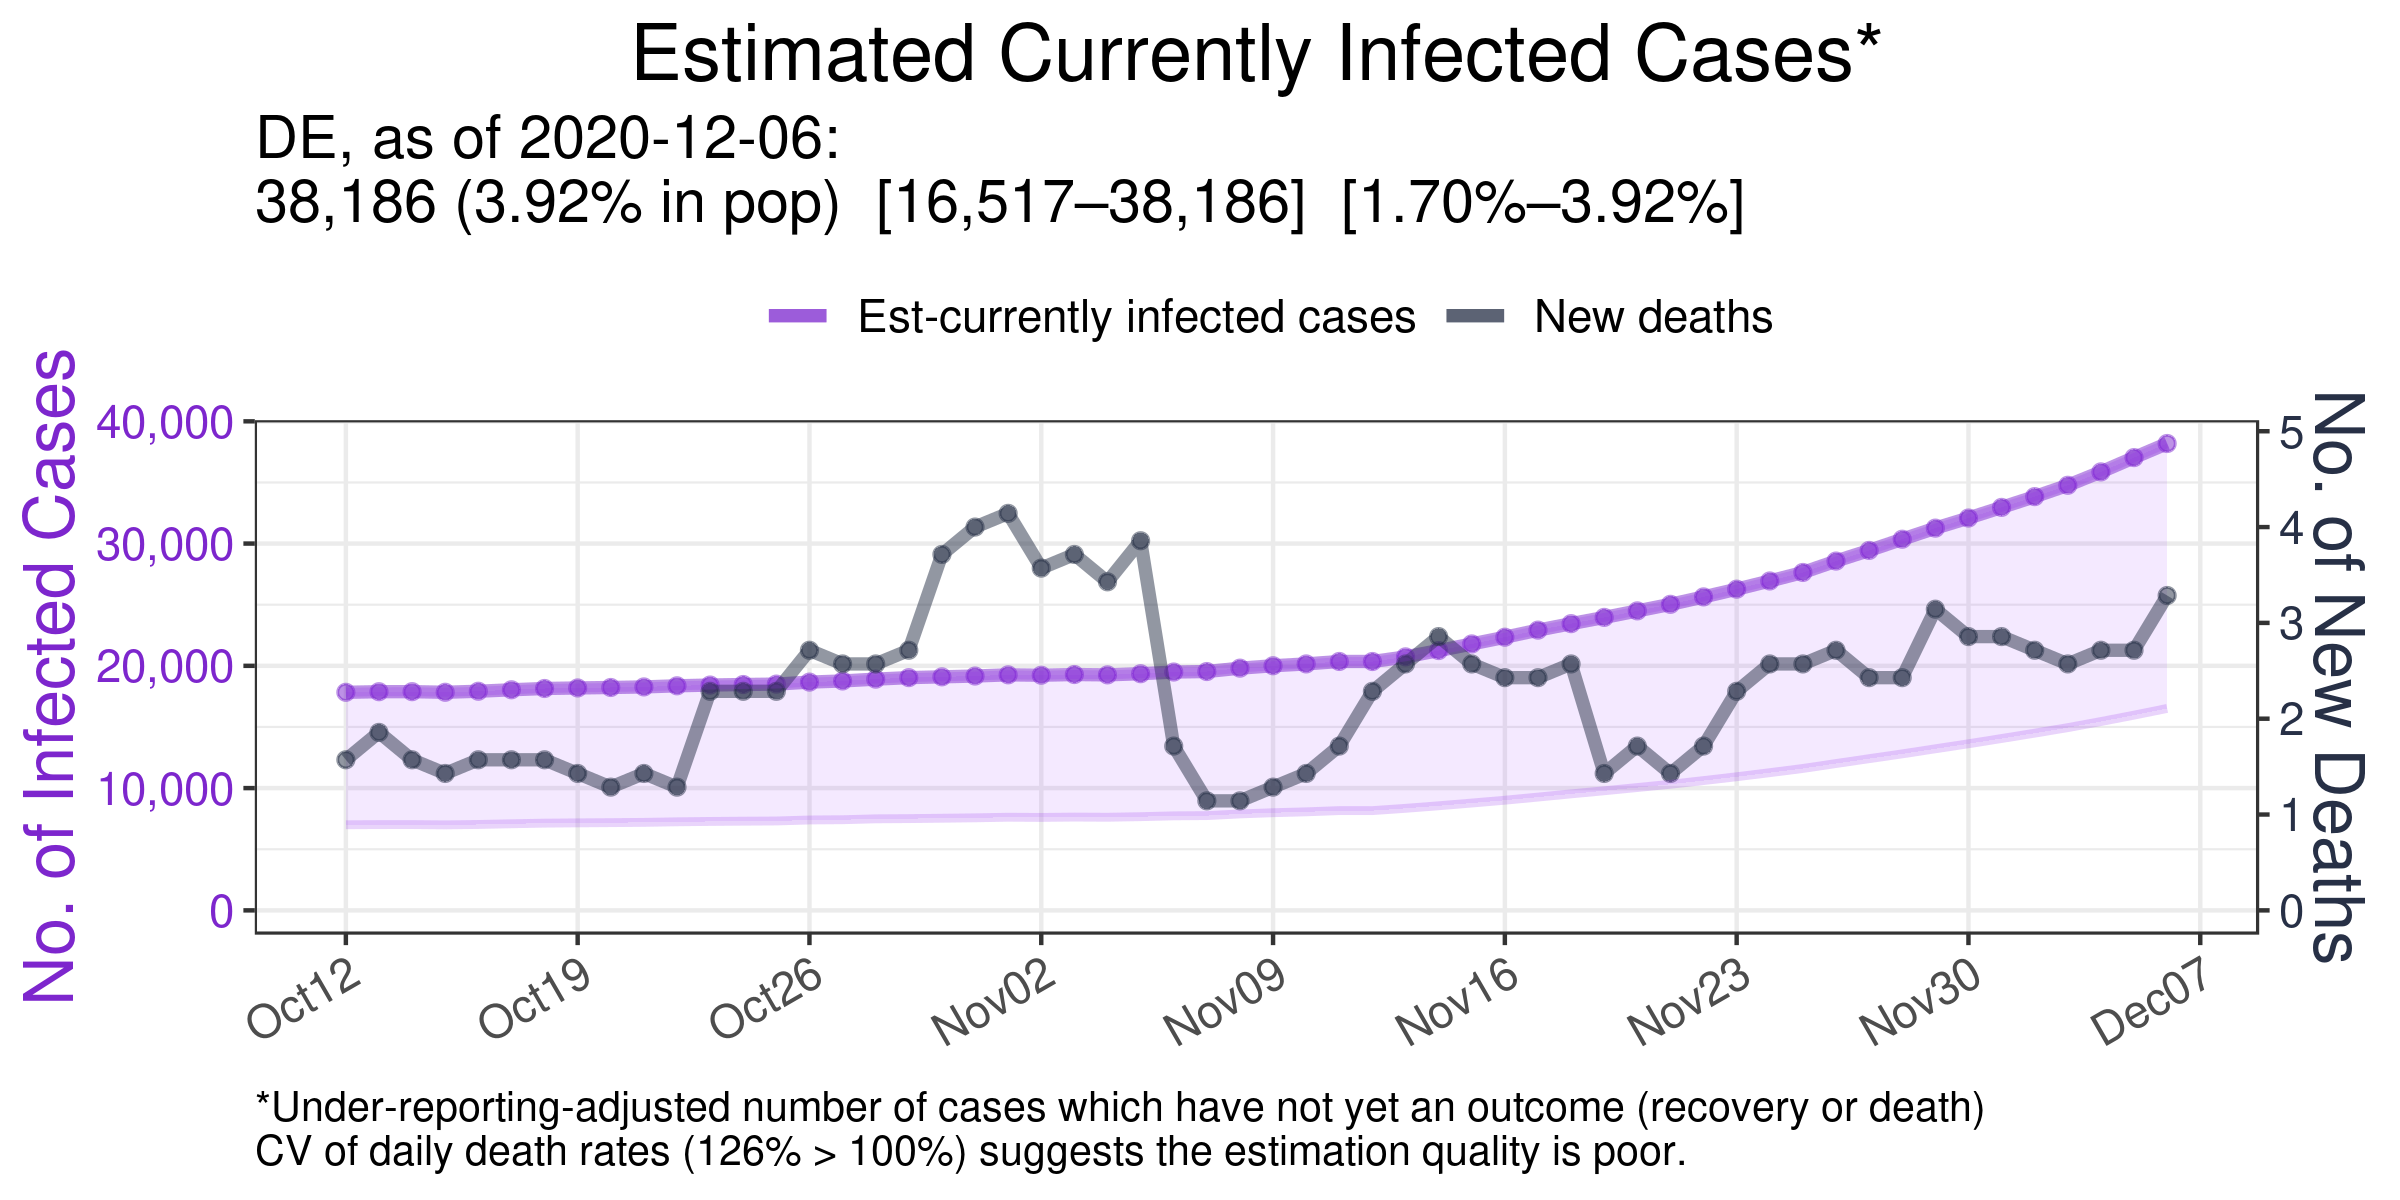 Estimated Currently Infected Cases*
DE, as of 2020-12-06:
38,186 (3.92% in pop)  [16,517–38,186]  [1.70%–3.92%]
Est-currently infected cases
New deaths
No. of Infected Cases
40,000
30,000
20,000
10,000
0
5
4
3
2
1
0
No. of New Deaths
Oct12
Oct19
Oct26
Nov02
Nov09
Nov16
Nov23
Nov30
Dec07
*Under-reporting-adjusted number of cases which have not yet an outcome (recovery or death)
CV of daily death rates (126% > 100%) suggests the estimation quality is poor.